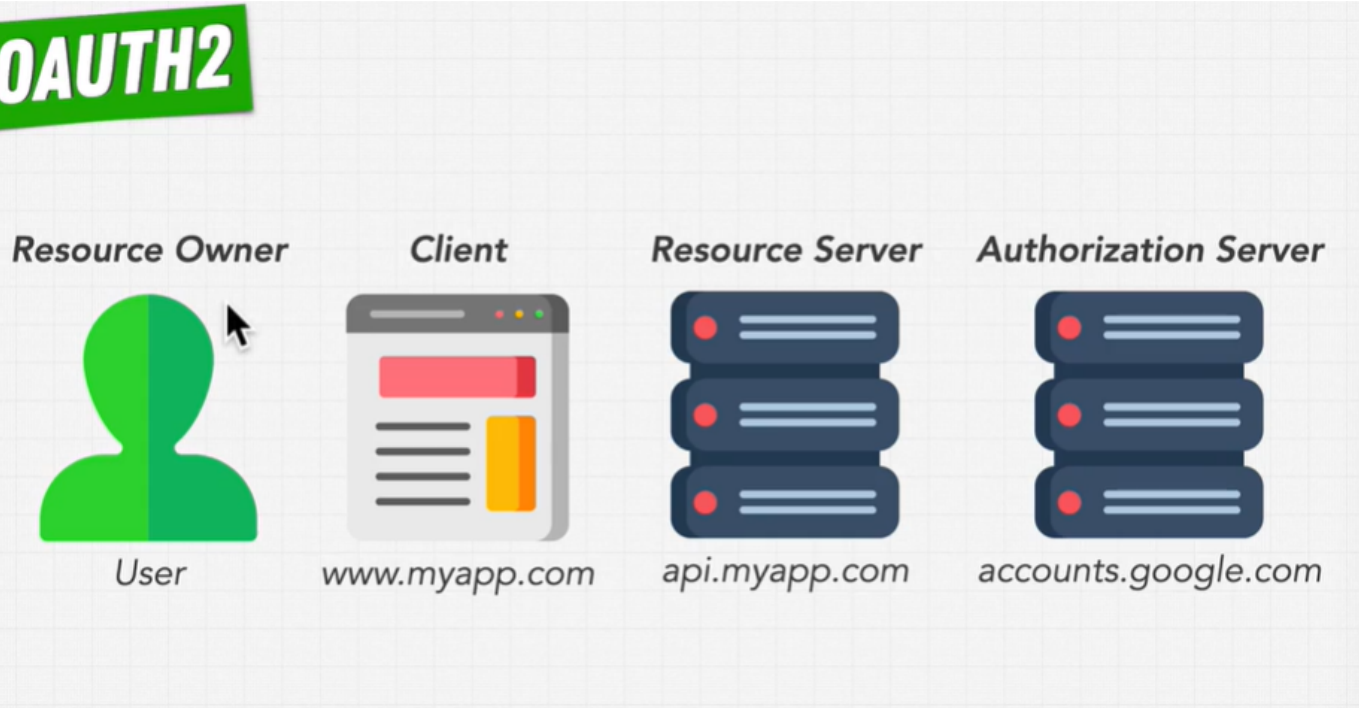 OAUTH2
Resource Owner
Client
Resource Server
Authorization Server
User
www.myapp.com
api.myapp.com
accounts.google.com